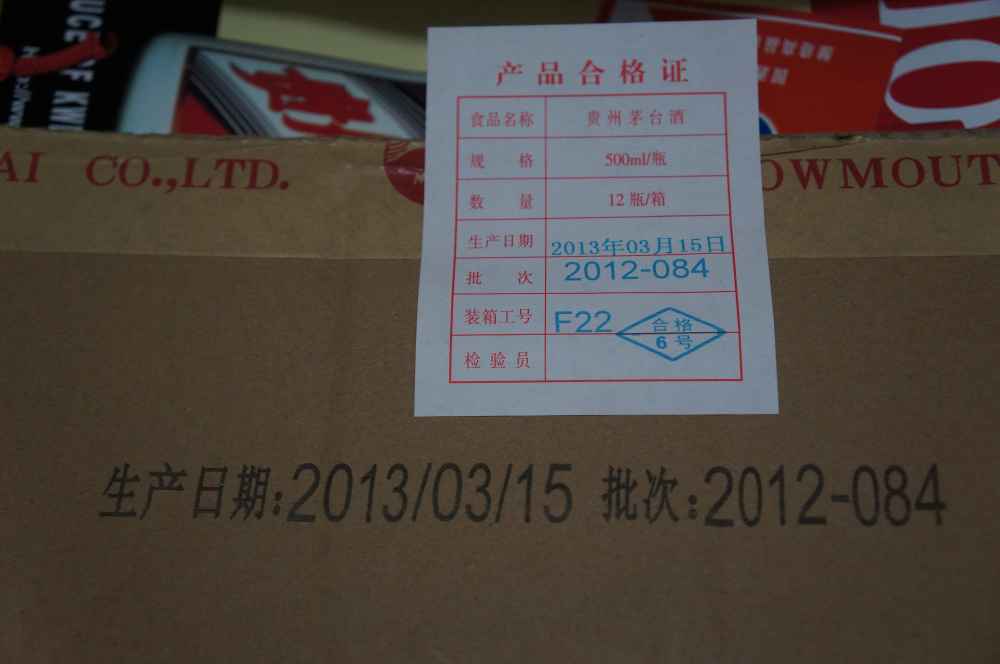 UCE OF KWE
产品合格证
食品名称 贵州茅台酒
规格 500ml/瓶
数量 12瓶/箱
生产日期 2013年03月15日
批次 2012-084
装箱工号 F22
检验员 合格
6号
AI CO.,LTD.
OWMOUT
生产日期:2013/03/15 批次:2012-084